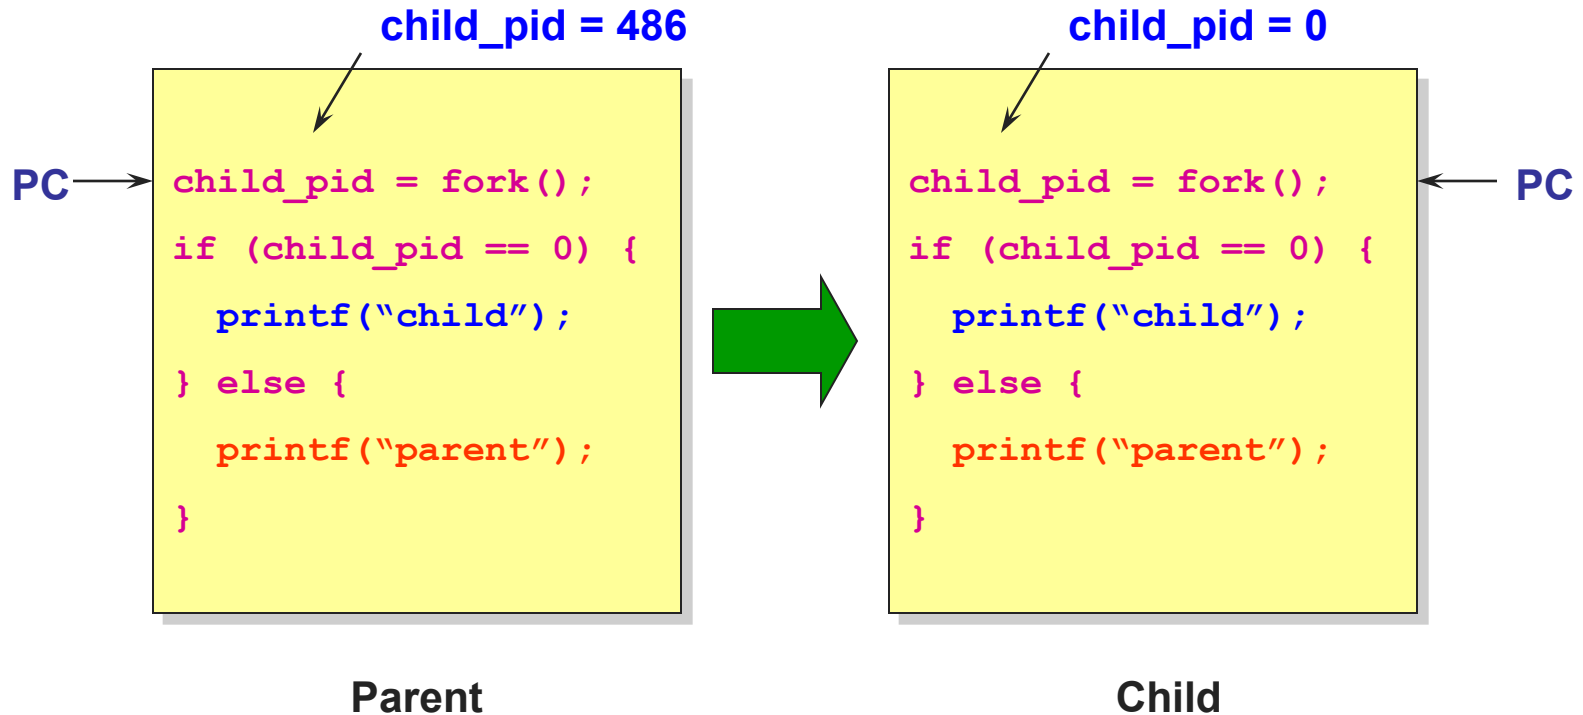 child_pid = 486
PC
child_pid = fork();
if (child_pid == 0) {
  printf(“child”);
} else {
  printf(“parent”);
}
Parent
child_pid = 0
PC
child_pid = fork();
if (child_pid == 0) {
  printf(“child”);
} else {
  printf(“parent”);
}
Child